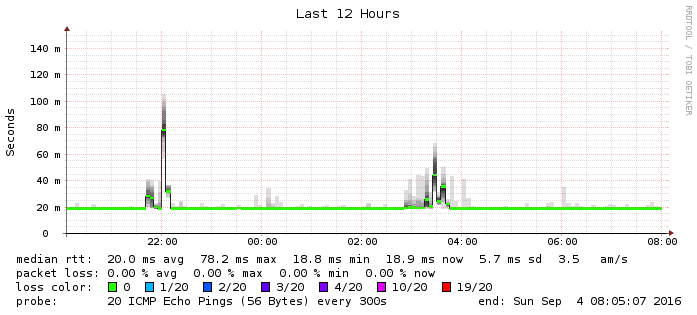 Last 12 Hours
RRDTOOL / TOBI OETIKER
Seconds
140 m
120 m
100 m
80 m
60 m
40 m
20 m
0
22:00 00:00 02:00 04:00 06:00 08:00
median rtt: 20.0 ms avg 78.2 ms max 18.8 ms min 18.9 ms now 5.7 ms sd 3.5 am/s
packet loss: 0.00 % avg 0.00 % max 0.00 % min 0.00 % now
loss color: 0 1/20 2/20 3/20 4/20 10/20 19/20
probe: 20 ICMP Echo Pings (56 Bytes) every 300s end: Sun Sep 4 08:05:07 2016